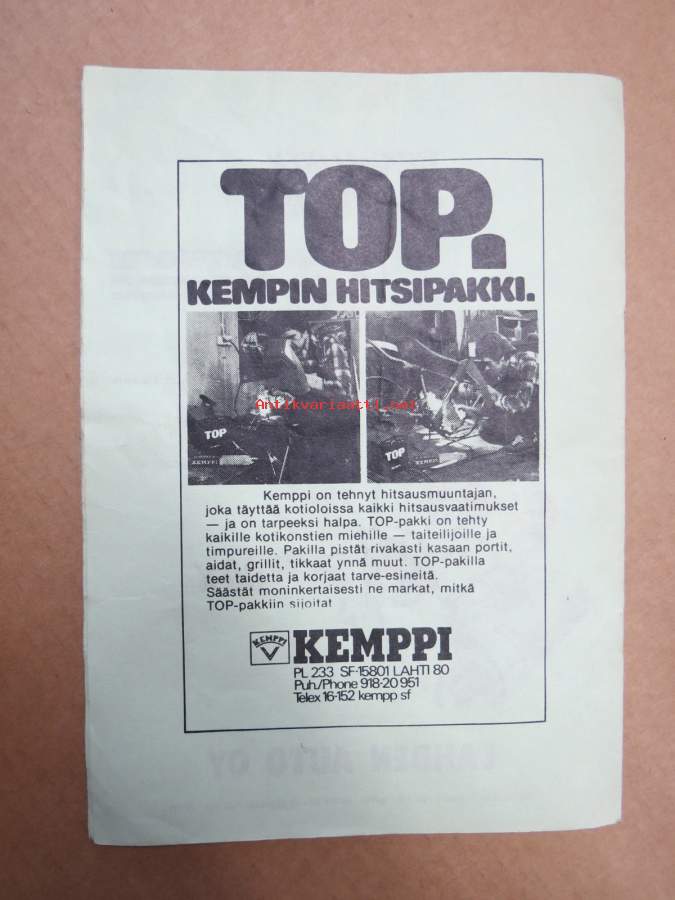 TOP.
KEMPIN HITSIPAKKI.
Antikvariaatti.net
TOP
KEMPPI
TOP
KEMPPI
Kemppi on tehnyt hitsausmuuntajan,
joka täyttää kotioloissa kaikki hitsausvaatimukset
— ja on tarpeeksi halpa. TOP-pakki on tehty
kaikille kotikonstien miehille — taiteilijoille ja
timpureille. Pakilla pistät rivakasti kasaan portit,
aidat, grillit, tikkaat ynnä muut. TOP-pakilla
teet taidetta ja korjaat tarve-esineitä.
Säästät moninkertaisesti ne markat, mitkä
TOP-pakkiin sijoitat
KEMPPI
KEMPPI
PL 233 SF-15801 LAHTI 80
Puh./Phone 918-20 951
Telex 16-152 kempp sf
LAHDEN AUTO OY